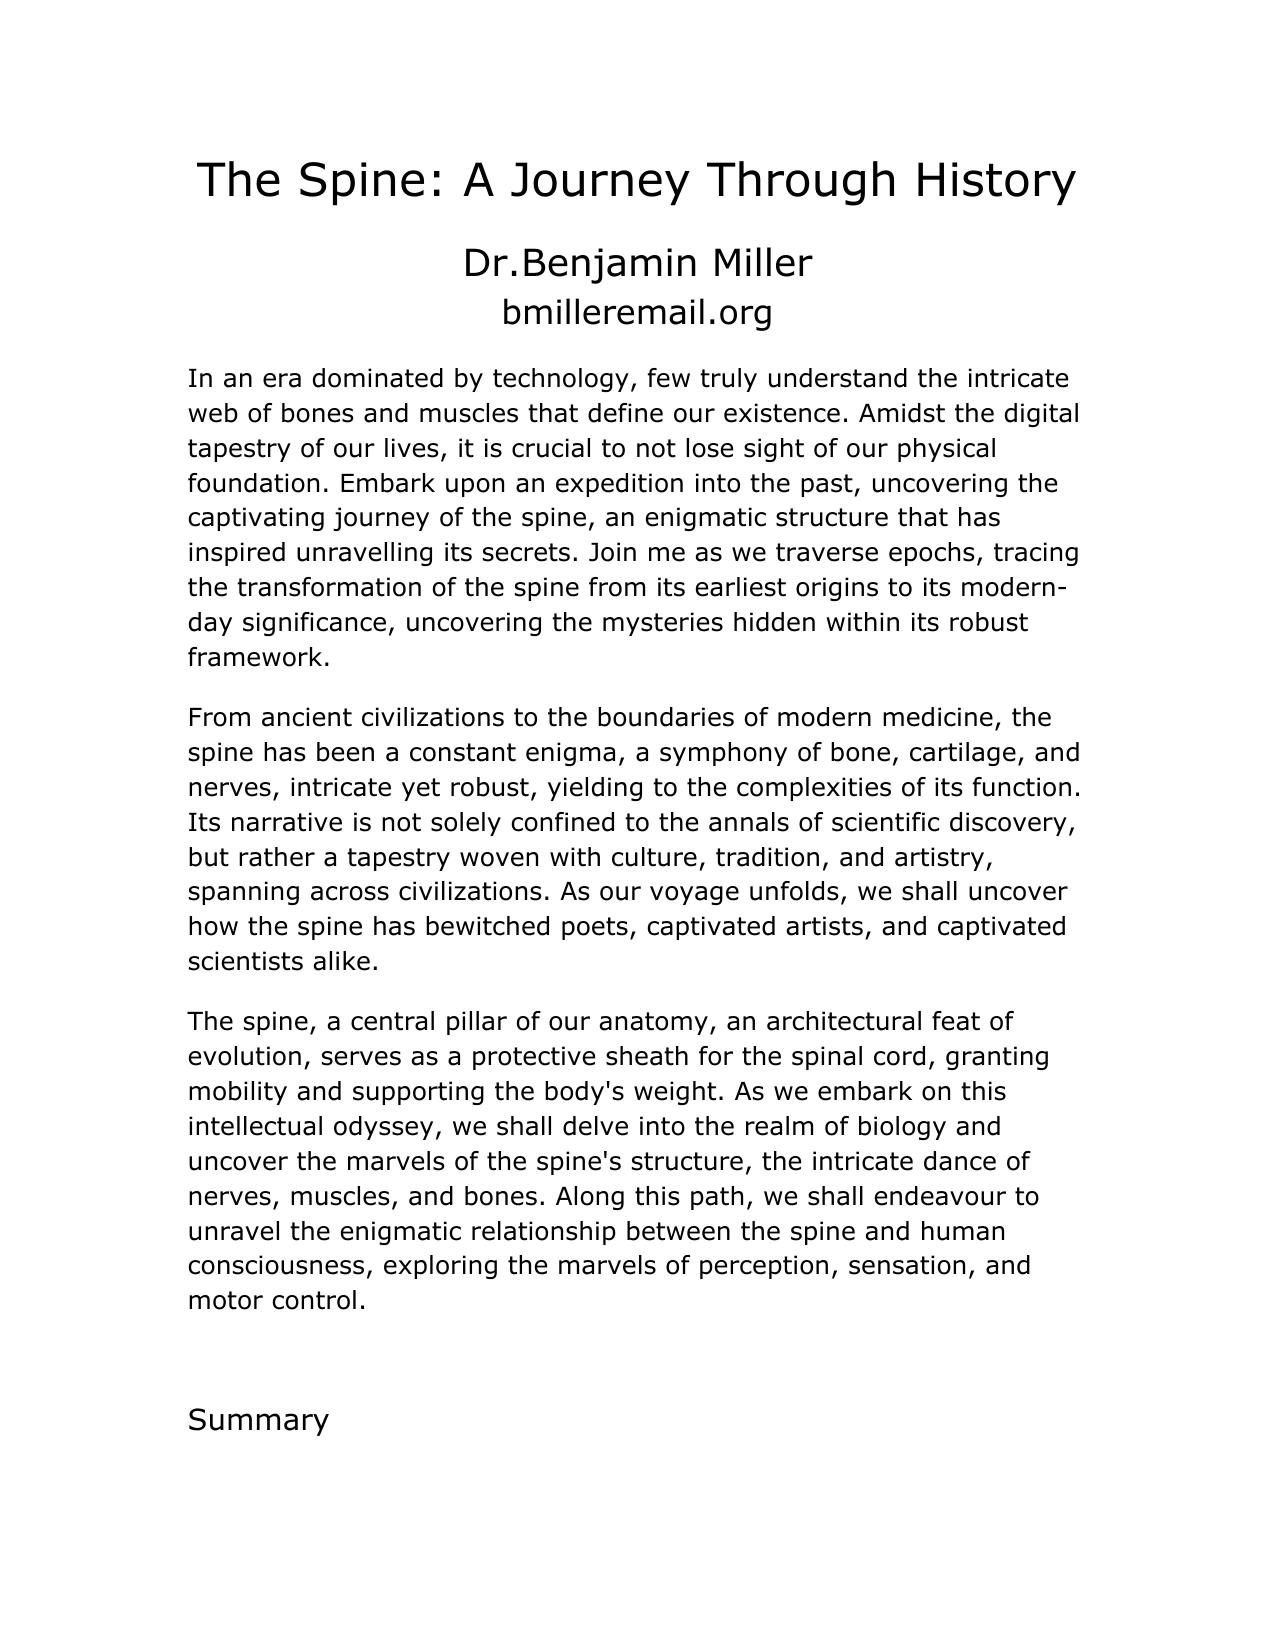 The Spine: A Journey Through History
Dr.Benjamin Miller
bmilleremail.org
In an era dominated by technology, few truly understand the intricate
web of bones and muscles that define our existence. Amidst the digital
tapestry of our lives, it is crucial to not lose sight of our physical
foundation. Embark upon an expedition into the past, uncovering the
captivating journey of the spine, an enigmatic structure that has
inspired unravelling its secrets. Join me as we traverse epochs, tracing
the transformation of the spine from its earliest origins to its modern-
day significance, uncovering the mysteries hidden within its robust
framework.
From ancient civilizations to the boundaries of modern medicine, the
spine has been a constant enigma, a symphony of bone, cartilage, and
nerves, intricate yet robust, yielding to the complexities of its function.
Its narrative is not solely confined to the annals of scientific discovery,
but rather a tapestry woven with culture, tradition, and artistry,
spanning across civilizations. As our voyage unfolds, we shall uncover
how the spine has bewitched poets, captivated artists, and captivated
scientists alike.
The spine, a central pillar of our anatomy, an architectural feat of
evolution, serves as a protective sheath for the spinal cord, granting
mobility and supporting the body's weight. As we embark on this
intellectual odyssey, we shall delve into the realm of biology and
uncover the marvels of the spine's structure, the intricate dance of
nerves, muscles, and bones. Along this path, we shall endeavour to
unravel the enigmatic relationship between the spine and human
consciousness, exploring the marvels of perception, sensation, and
motor control.
Summary